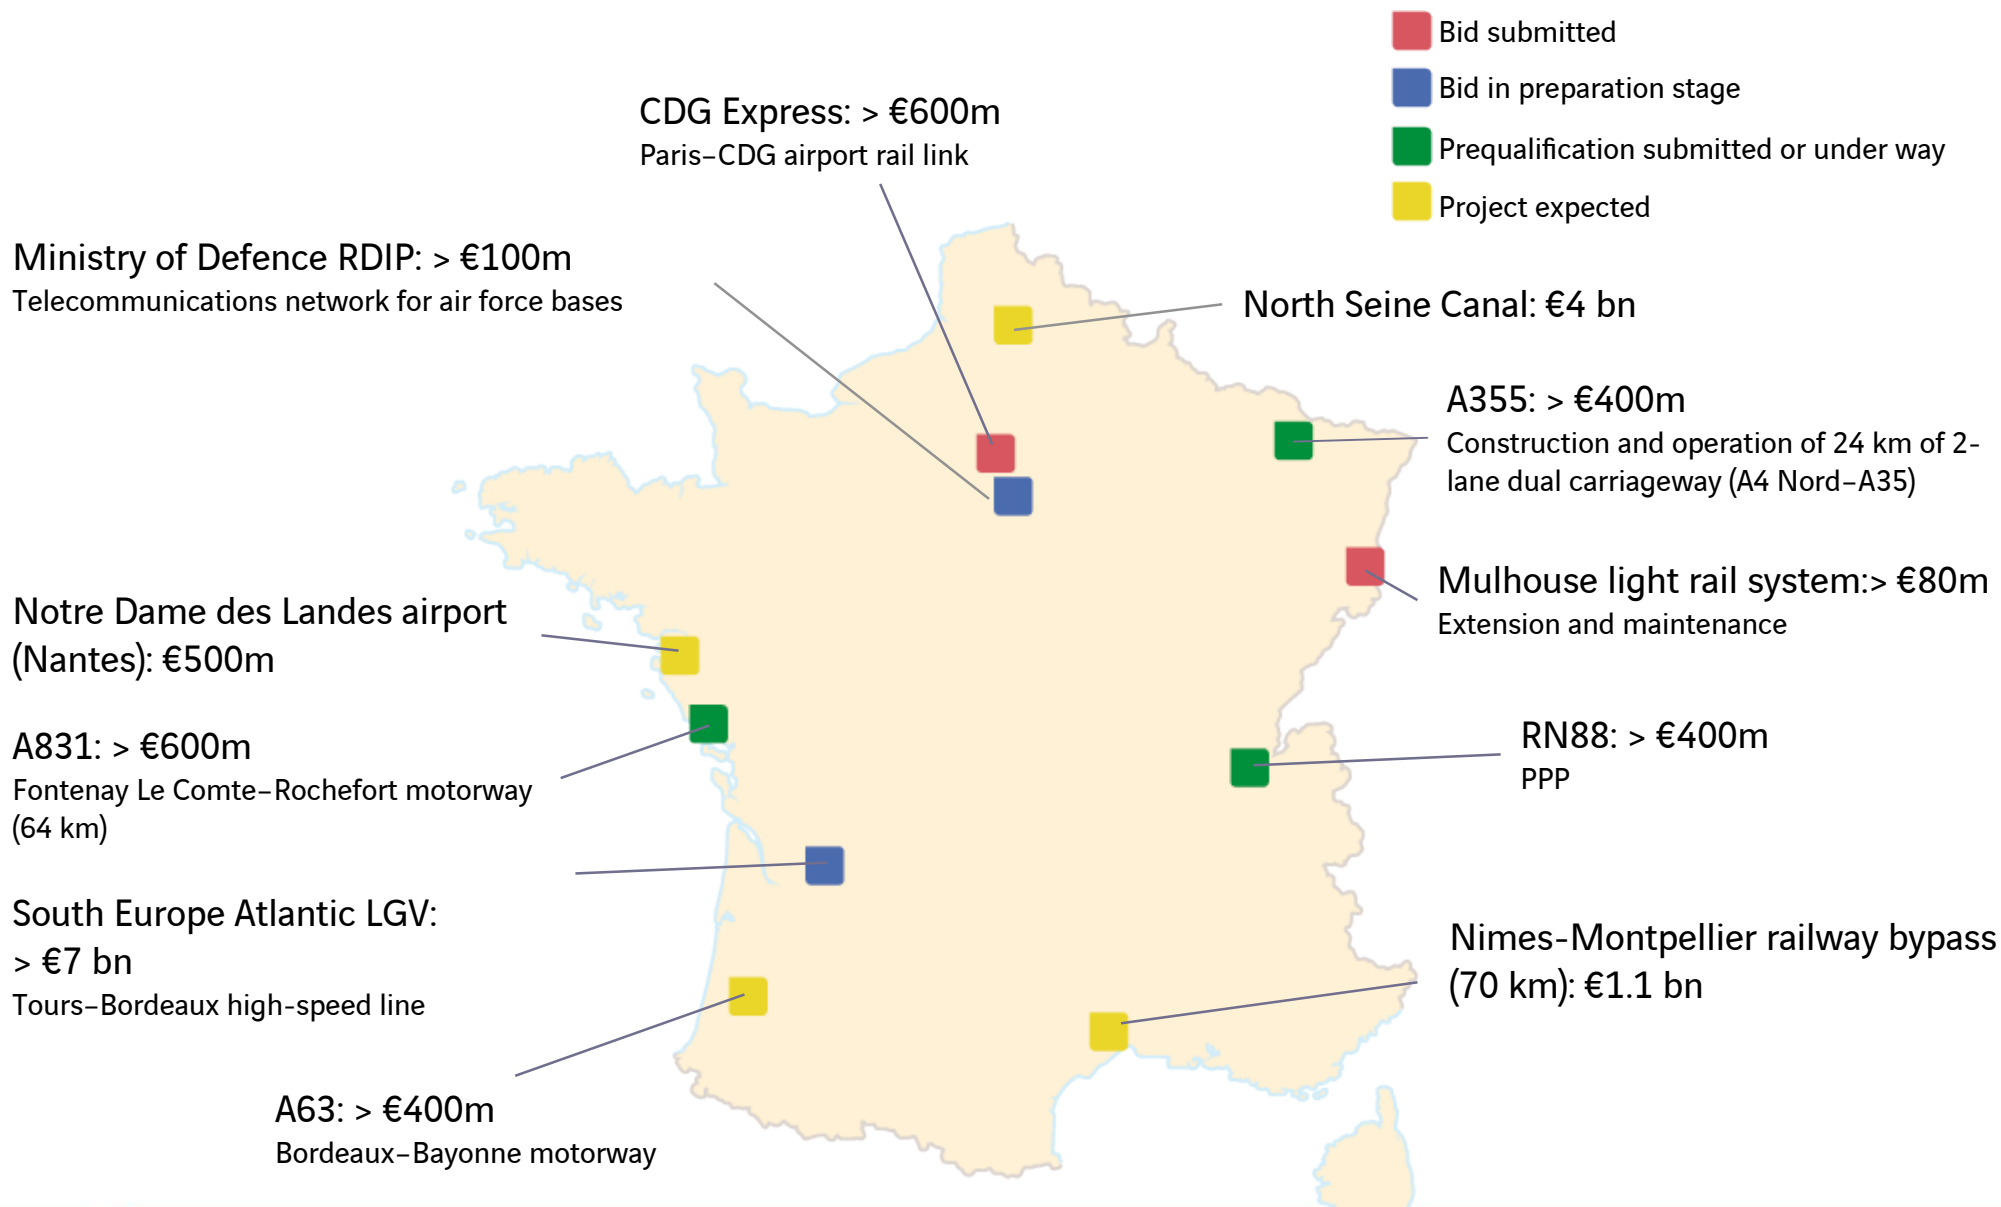 Bid submitted
Bid in preparation stage
Prequalification submitted or under way
Project expected
CDG Express: > €600m
Paris–CDG airport rail link
Ministry of Defence RDIP: > €100m
Telecommunications network for air force bases
North Seine Canal: €4 bn
A355: > €400m
Construction and operation of 24 km of 2-
lane dual carriageway (A4 Nord–A35)
Mulhouse light rail system:> €80m
Extension and maintenance
Notre Dame des Landes airport
(Nantes): €500m
A831: > €600m
Fontenay Le Comte–Rochefort motorway
(64 km)
RN88: > €400m
PPP
South Europe Atlantic LGV:
> €7 bn
Tours–Bordeaux high-speed line
Nimes-Montpellier railway bypass
(70 km): €1.1 bn
A63: > €400m
Bordeaux–Bayonne motorway